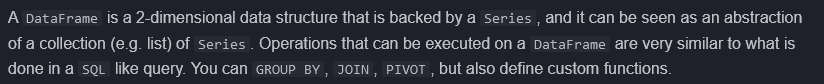 A DataFrame is a 2-dimensional data structure that is backed by a Series, and it can be seen as an abstraction
of a collection (e.g. list) of Series. Operations that can be executed on a DataFrame are very similar to what is
done in a SQL like query. You can GROUP BY, JOIN, PIVOT, but also define custom functions.